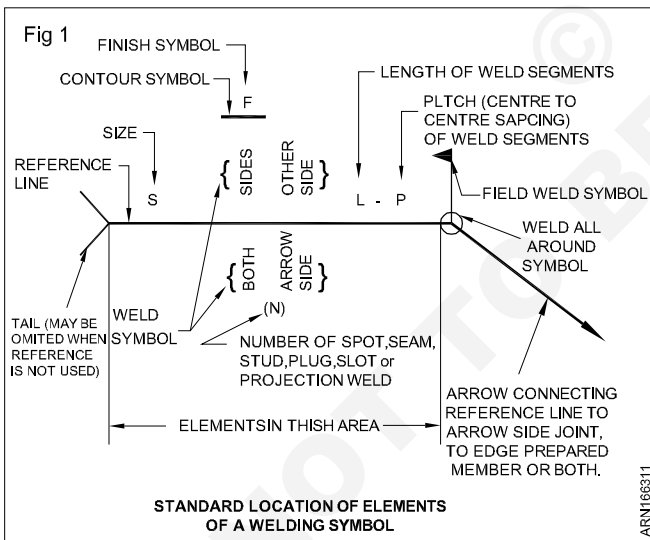 Fig 1
FINISH SYMBOL
CONTOUR SYMBOL
F
LENGTH OF WELD SEGMENTS
PLTCH (CENTRE TO
CENTRE SAPCING)
OF WELD SEGMENTS
SIZE
REFERENCE
LINE
S
SIDES
OTHER
SIDE
L - P
FIELD WELD SYMBOL
WELD ALL
AROUND
SYMBOL
BOTH
ARROW
SIDE
(N)
TAIL (MAY BE
OMITED WHEN
REFERENCE
IS NOT USED)
WELD
SYMBOL
NUMBER OF SPOT,SEAM,
STUD,PLUG,SLOT or
PROJECTION WELD
ARROW CONNECTING
REFERENCE LINE TO
ARROW SIDE JOINT,
TO EDGE PREPARED
MEMBER OR BOTH.
ELEMENTSIN THISH AREA
STANDARD LOCATION OF ELEMENTS
OF A WELDING SYMBOL
ARN166311
©
NOT TO BE